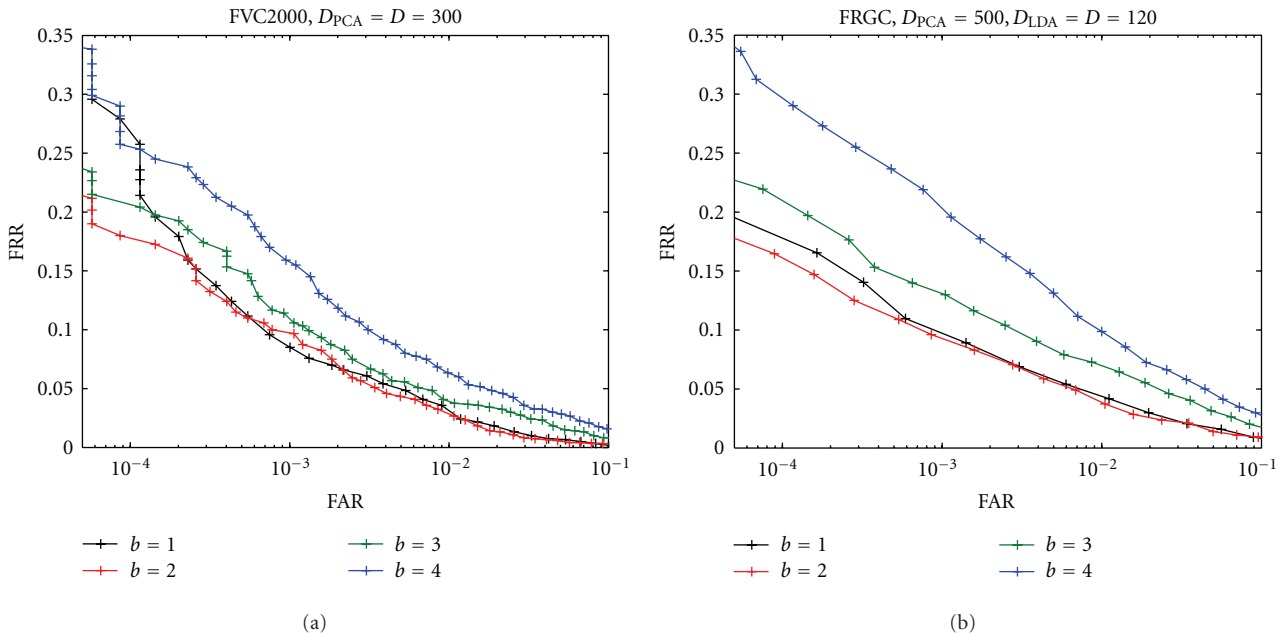 FVC2000, D_PCA = D = 300
0.35
0.3
0.25
0.2
0.15
0.1
0.05
0
FRR
10^−4
10^−3
10^−2
10^−1
FAR
b = 1
b = 2
b = 3
b = 4
(a)
FRGC, D_PCA = 500, D_LDA = D = 120
0.35
0.3
0.25
0.2
0.15
0.1
0.05
0
FRR
10^−4
10^−3
10^−2
10^−1
FAR
b = 1
b = 2
b = 3
b = 4
(b)